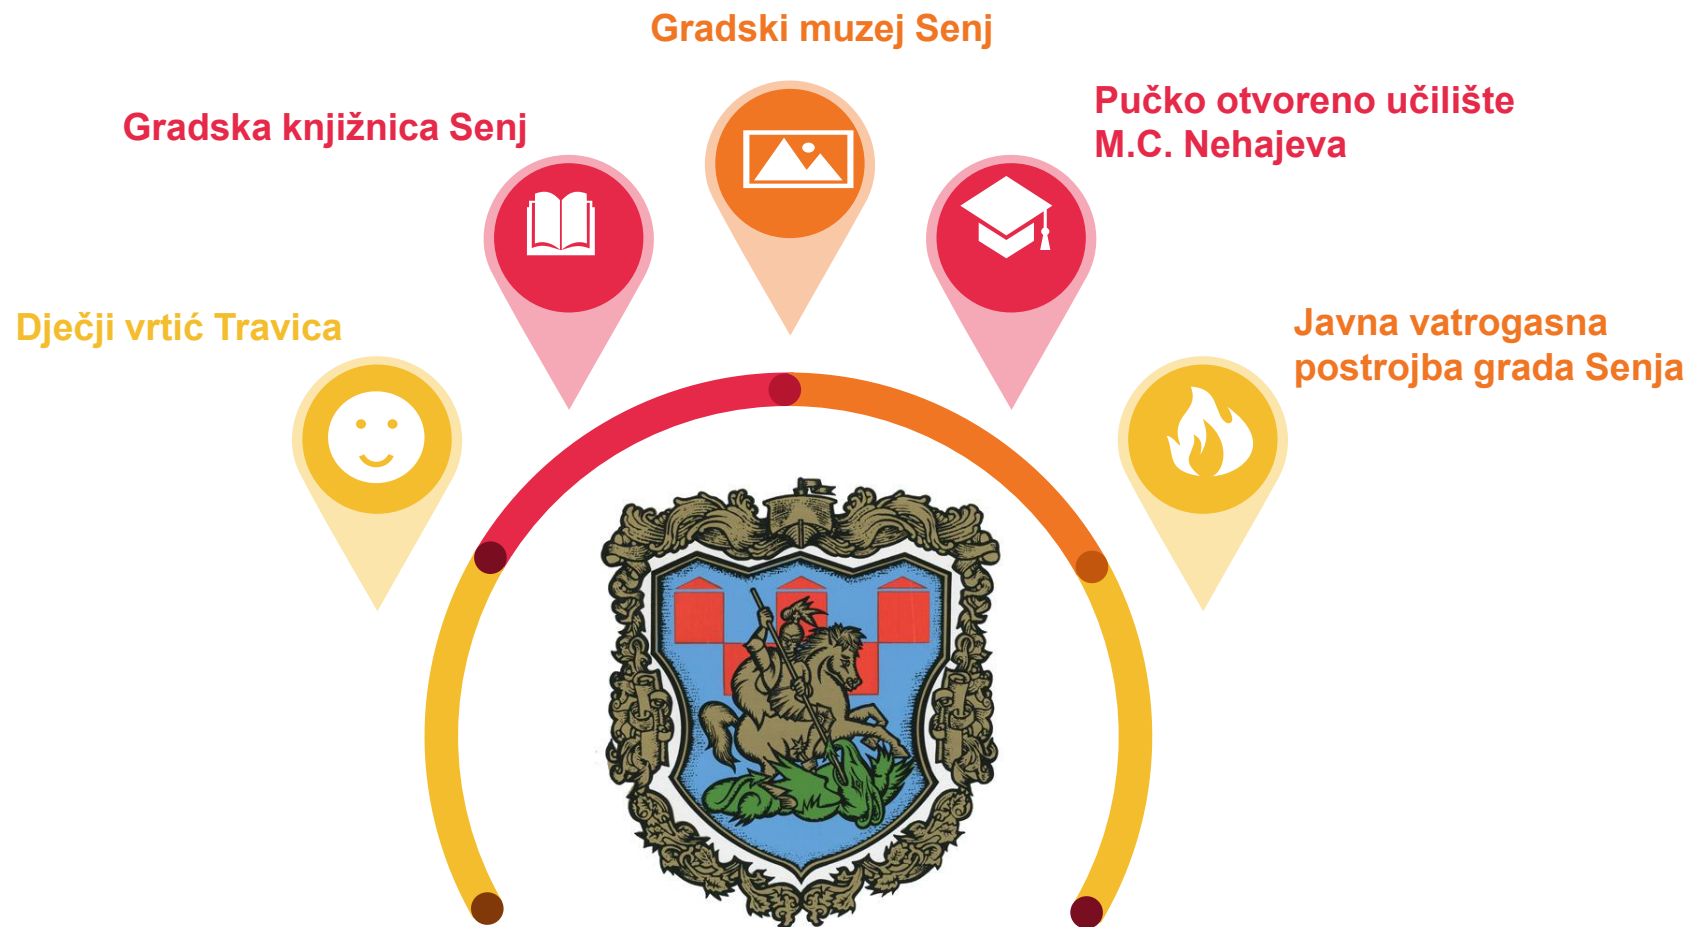 Gradski muzej Senj
Gradska knjižnica Senj
Pučko otvoreno učilište
M.C. Nehajeva
Dječji vrtić Travica
Javna vatrogasna
postrojba grada Senja